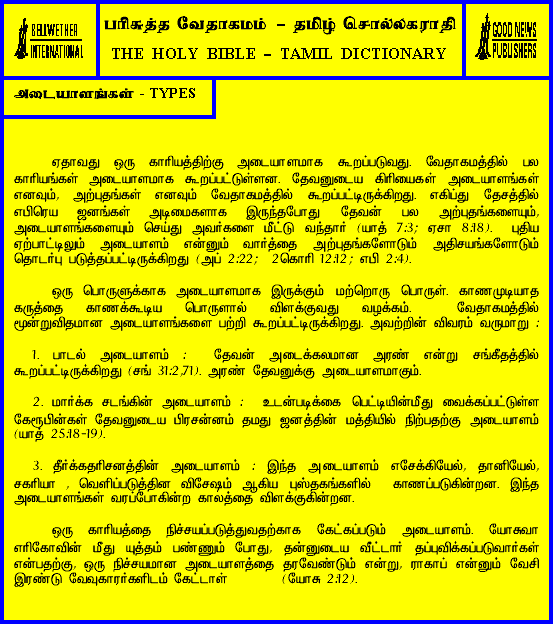 BELLWETHER
INTERNATIONAL
பரிசுத்த வேதாகமம் – தமிழ் சொல்லகராதி
THE HOLY BIBLE – TAMIL DICTIONARY
GOOD NEWS
PUBLISHERS
அடையாளங்கள் - TYPES
ஏதாவது ஒரு காரியத்திற்கு அடையாளமாக கூறப்படுவது. வேதாகமத்தில் பல
காரியங்கள் அடையாளமாக கூறப்பட்டுள்ளன. தேவனுடைய கிரியைகள் அடையாளங்கள்
எனவும், அற்புதங்கள் எனவும் வேதாகமத்தில் கூறப்பட்டிருக்கிறது. எகிப்து தேசத்தில்
எபிரெய ஜனங்கள் அடிமைகளாக இருந்தபோது தேவன் பல அற்புதங்களையும்,
அடையாளங்களையும் செய்து அவர்களை மீட்டு வந்தார் (யாத் 7:3; ஏசா 8:18). புதிய
ஏற்பாட்டிலும் அடையாளம் என்னும் வார்த்தை அற்புதங்களோடும் அதிசயங்களோடும்
தொடர்பு படுத்தப்பட்டிருக்கிறது (அப் 2:22; 2கொரி 12:12; எபி 2:4).
ஒரு பொருளுக்காக அடையாளமாக இருக்கும் மற்றொரு பொருள். காணமுடியாத
கருத்தை காணக்கூடிய பொருளால் விளக்குவது வழக்கம். வேதாகமத்தில்
மூன்றுவிதமான அடையாளங்களை பற்றி கூறப்பட்டிருக்கிறது. அவற்றின் விவரம் வருமாறு :
1. பாடல் அடையாளம் : தேவன் அடைக்கலமான அரண் என்று சங்கீதத்தில்
கூறப்பட்டிருக்கிறது (சங் 31:2,71). அரண் தேவனுக்கு அடையாளமாகும்.
2. மார்க்க சடங்கின் அடையாளம் : உடன்படிக்கை பெட்டியின்மீது வைக்கப்பட்டுள்ள
கேரூபின்கள் தேவனுடைய பிரசன்னம் தமது ஜனத்தின் மத்தியில் நிற்பதற்கு அடையாளம்
(யாத் 25:18-19).
3. தீர்க்கதரிசனத்தின் அடையாளம் : இந்த அடையாளம் எசேக்கியேல், தானியேல்,
சகரியா , வெளிப்படுத்தின விசேஷம் ஆகிய புஸ்தகங்களில் காணப்படுகின்றன. இந்த
அடையாளங்கள் வரப்போகின்ற காலத்தை விளக்குகின்றன.
ஒரு காரியத்தை நிச்சயப்படுத்துவதற்காக கேட்கப்படும் அடையாளம். யோசுவா
எரிகோவின் மீது யுத்தம் பண்ணும் போது, தன்னுடைய வீட்டார் தப்புவிக்கப்படுவார்கள்
என்பதற்கு, ஒரு நிச்சயமான அடையாளத்தை தரவேண்டும் என்று, ராகாப் என்னும் வேசி
இரண்டு வேவுகாரர்களிடம் கேட்டாள் (யோசு 2:12).